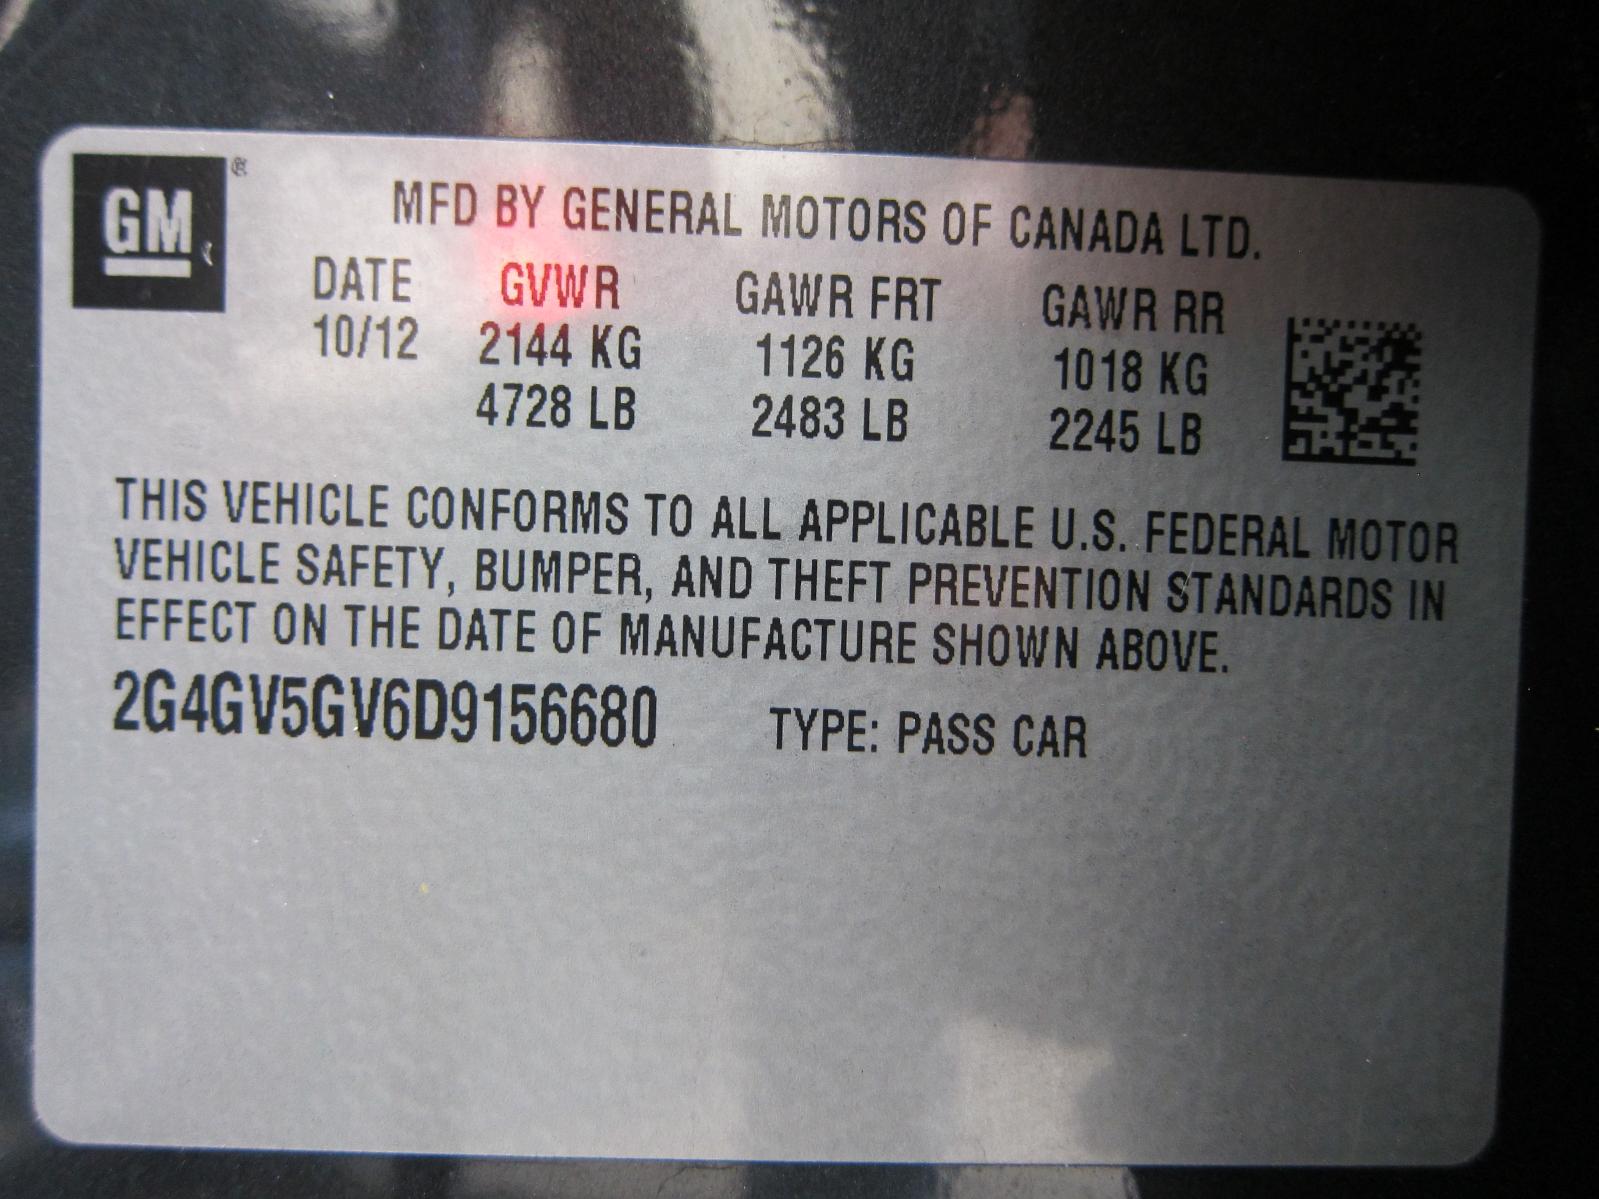 GM ®
MFD BY GENERAL MOTORS OF CANADA LTD.
DATE GVWR GAWR FRT GAWR RR
10/12 2144 KG 1126 KG 1018 KG
4728 LB 2483 LB 2245 LB
THIS VEHICLE CONFORMS TO ALL APPLICABLE U.S. FEDERAL MOTOR
VEHICLE SAFETY, BUMPER, AND THEFT PREVENTION STANDARDS IN
EFFECT ON THE DATE OF MANUFACTURE SHOWN ABOVE.
2G4GV5GV6D9156680 TYPE: PASS CAR